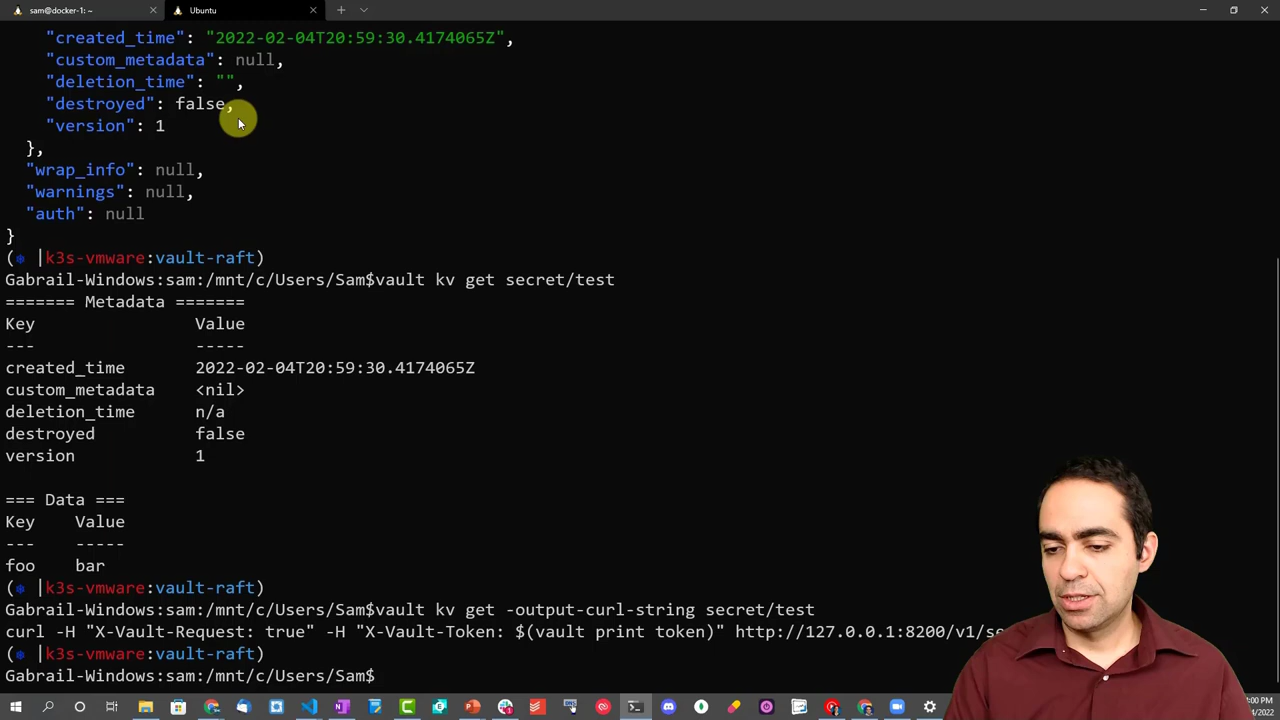 sam@docker-1: ~
Ubuntu
"created_time": "2022-02-04T20:59:30.4174065Z",
"custom_metadata": null,
"deletion_time": "",
"destroyed": false,
"version": 1
},
"wrap_info": null,
"warnings": null,
"auth": null
}
( |k3s-vmware:vault-raft)
Gabrail-Windows:sam:/mnt/c/Users/Sam$vault kv get secret/test
======= Metadata =======
Key Value
--- -----
created_time 2022-02-04T20:59:30.4174065Z
custom_metadata <nil>
deletion_time n/a
destroyed false
version 1
=== Data ===
Key Value
--- -----
foo bar
( |k3s-vmware:vault-raft)
Gabrail-Windows:sam:/mnt/c/Users/Sam$vault kv get -output-curl-string secret/test
curl -H "X-Vault-Request: true" -H "X-Vault-Token: $(vault print token)" http://127.0.0.1:8200/v1/se
( |k3s-vmware:vault-raft)
Gabrail-Windows:sam:/mnt/c/Users/Sam$
:00 PM
/2022